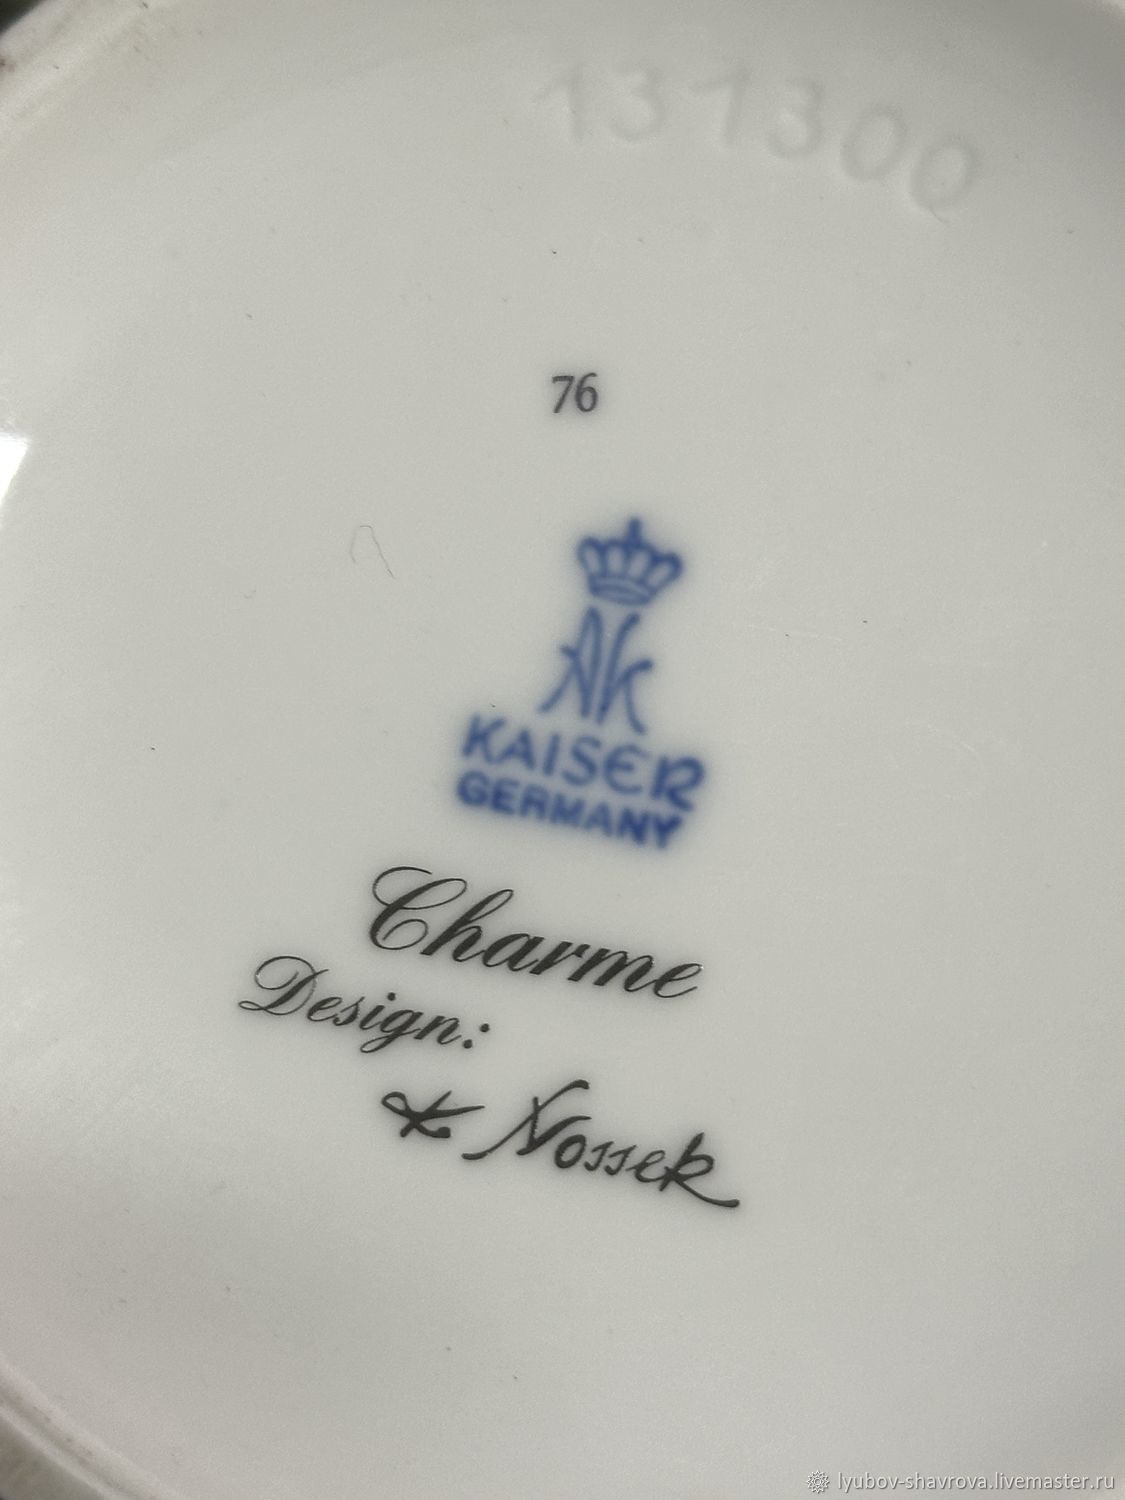 131300
76
AK
KAISER
GERMANY
Charme
Design:
K Nossek
lyubov-shavrova.livemaster.ru